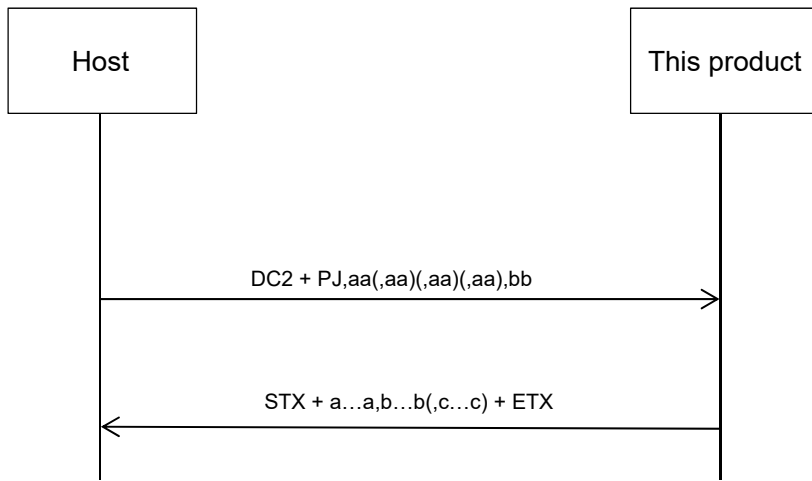 Host
This product
DC2 + PJ,aa(,aa)(,aa)(,aa),bb
STX + a…a,b…b(,c…c) + ETX